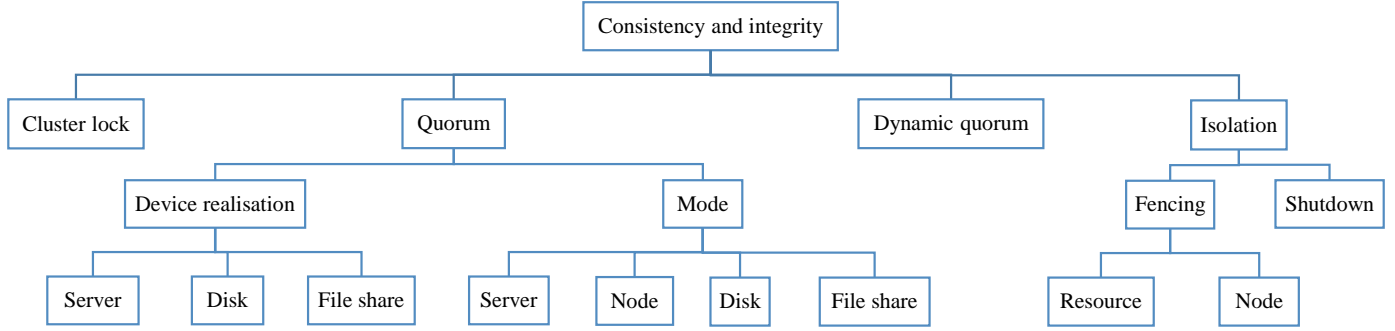 Consistency and integrity
Cluster lock
Quorum
Dynamic quorum
Isolation
Device realisation
Mode
Fencing
Shutdown
Server
Disk
File share
Server
Node
Disk
File share
Resource
Node